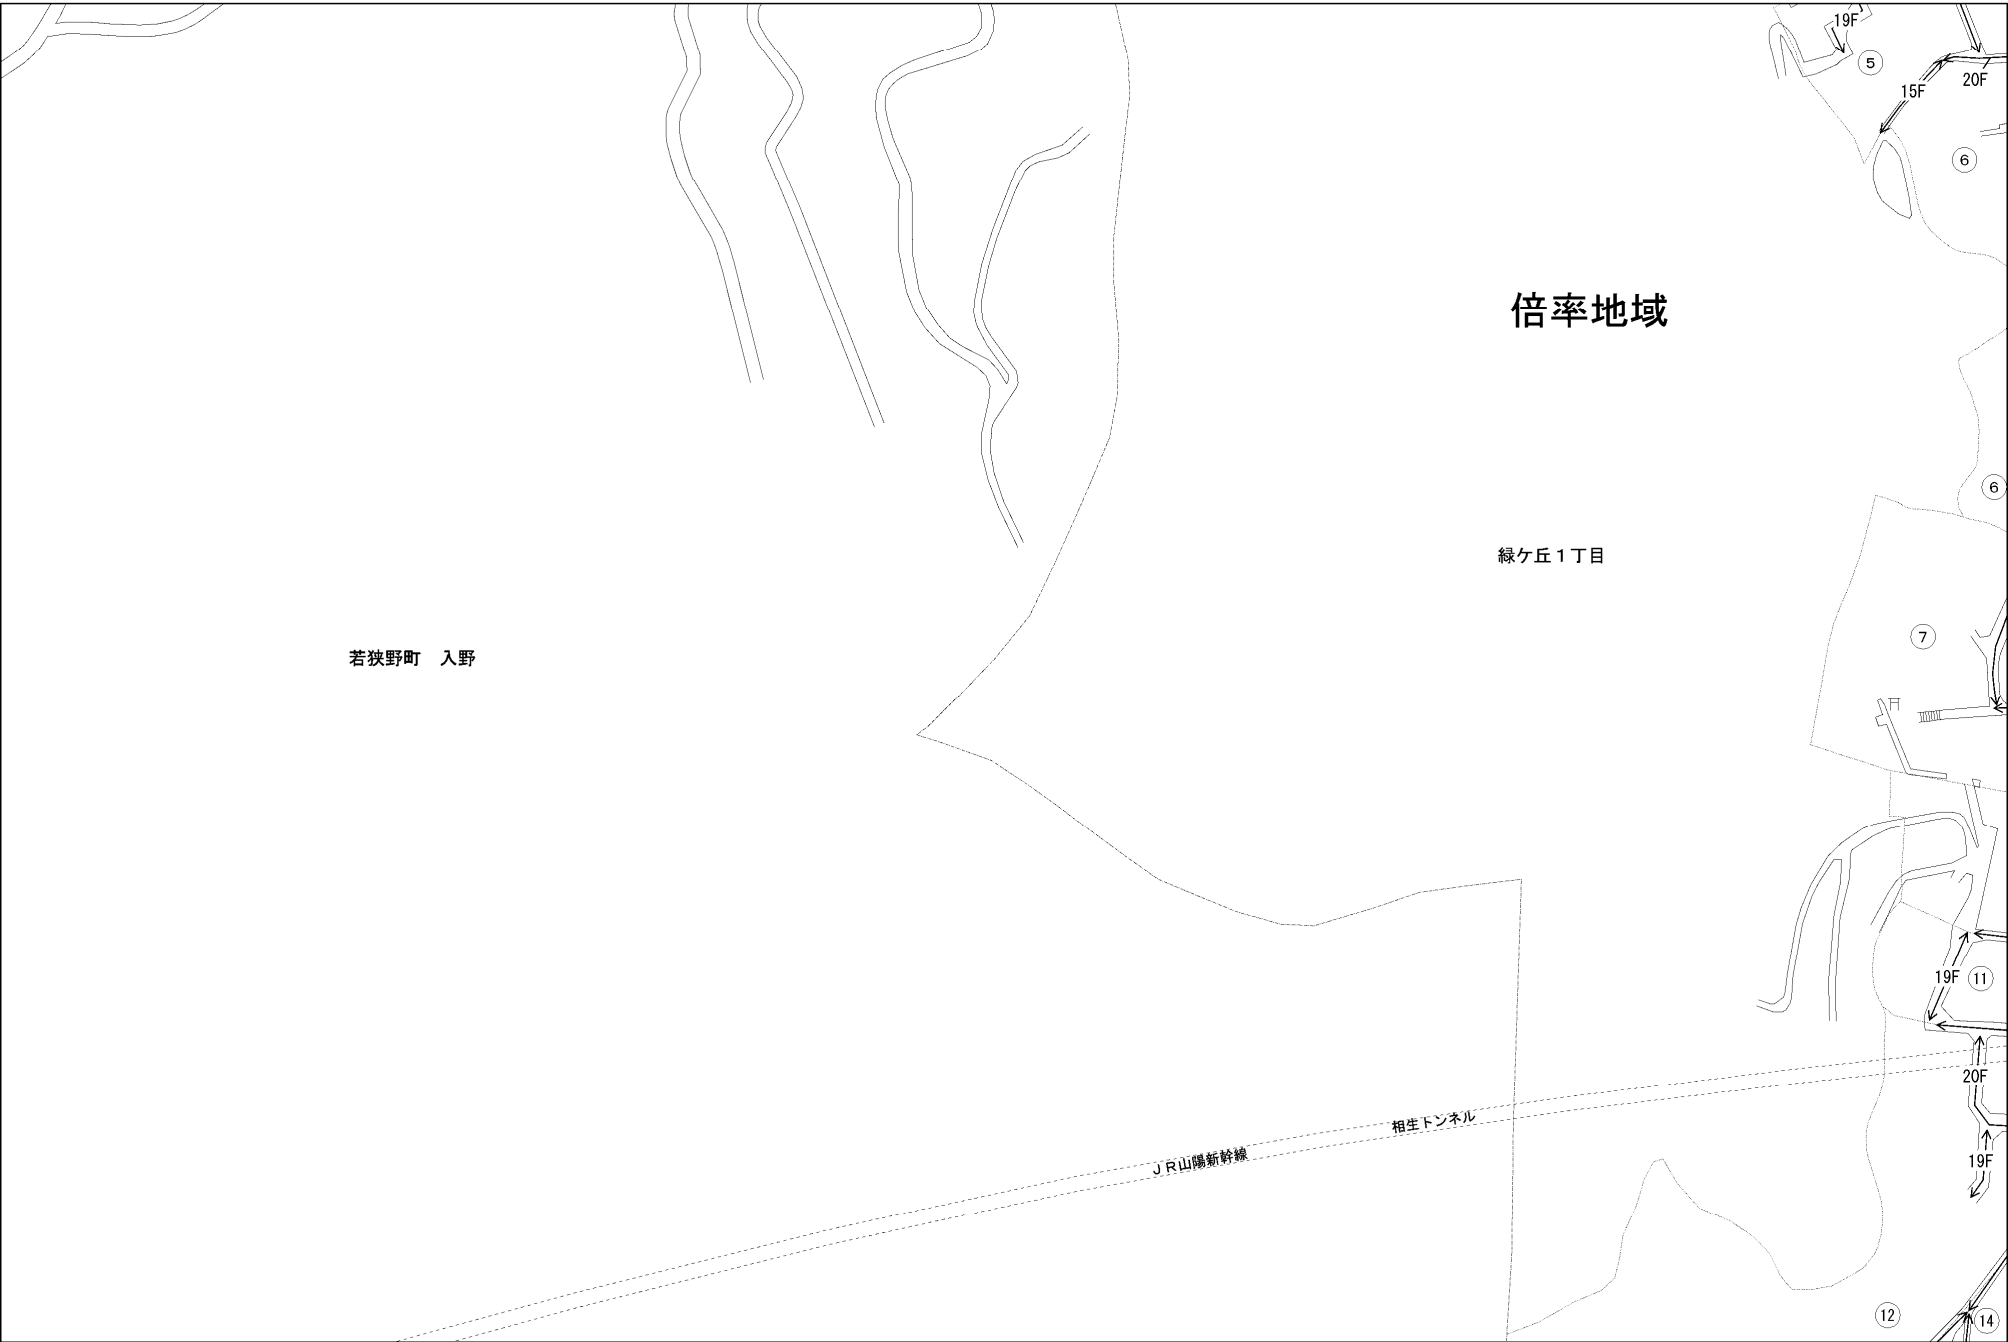 19F
⑤
20F
15F
⑥
倍率地域
⑥
緑ケ丘１丁目
⑦
若狭野町　入野
19F
⑪
20F
相生トンネル
ＪＲ山陽新幹線
19F
⑫
⑭